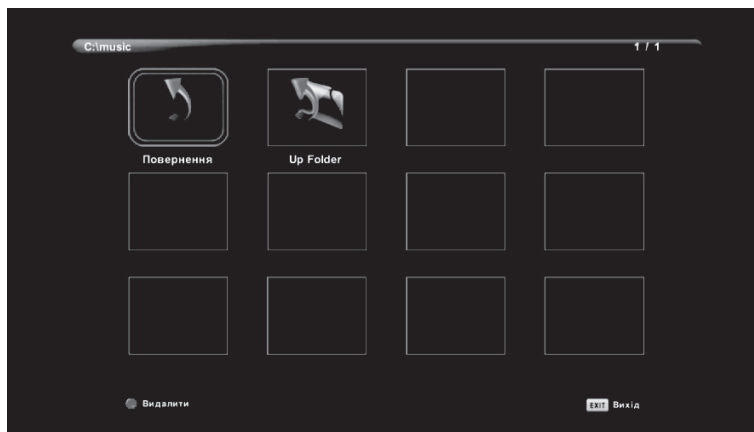 C:\music 1 / 1
Повернення Up Folder
Видалити EXIT Вихід